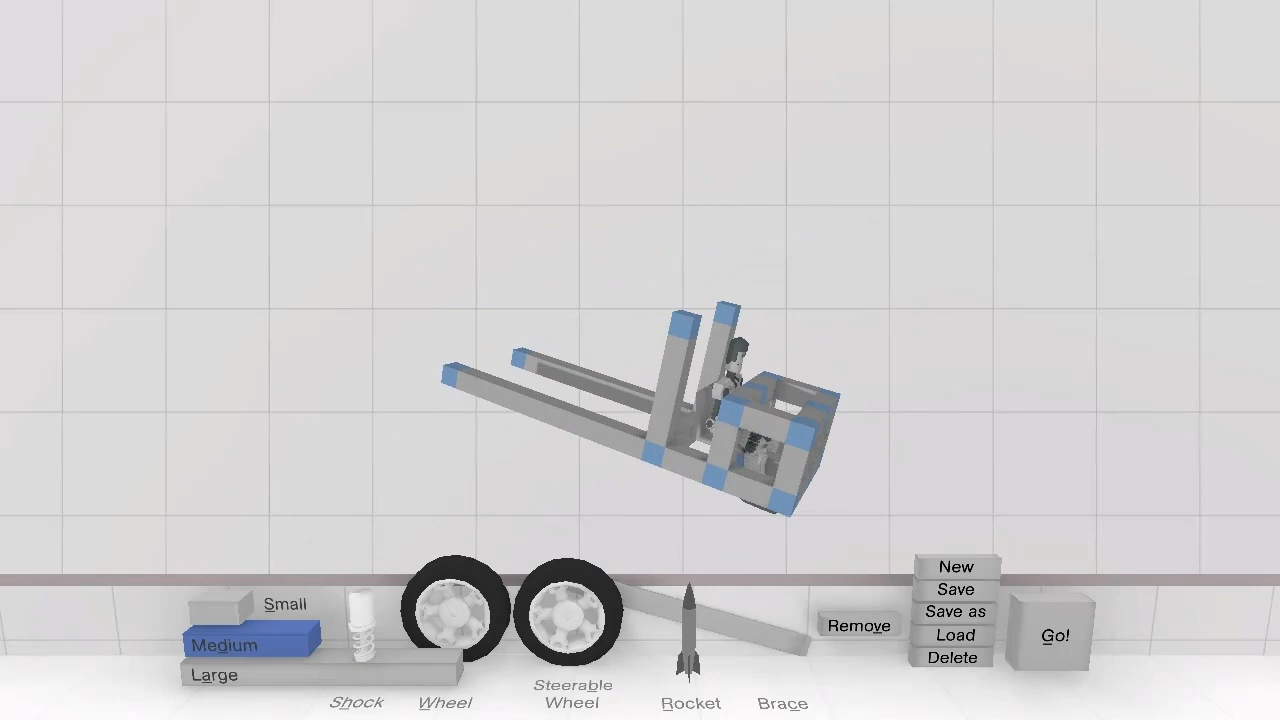 Small
Medium
Large
Shock
Wheel
Steerable
Wheel
Rocket
Brace
Remove
New
Save
Save as
Load
Delete
Go!